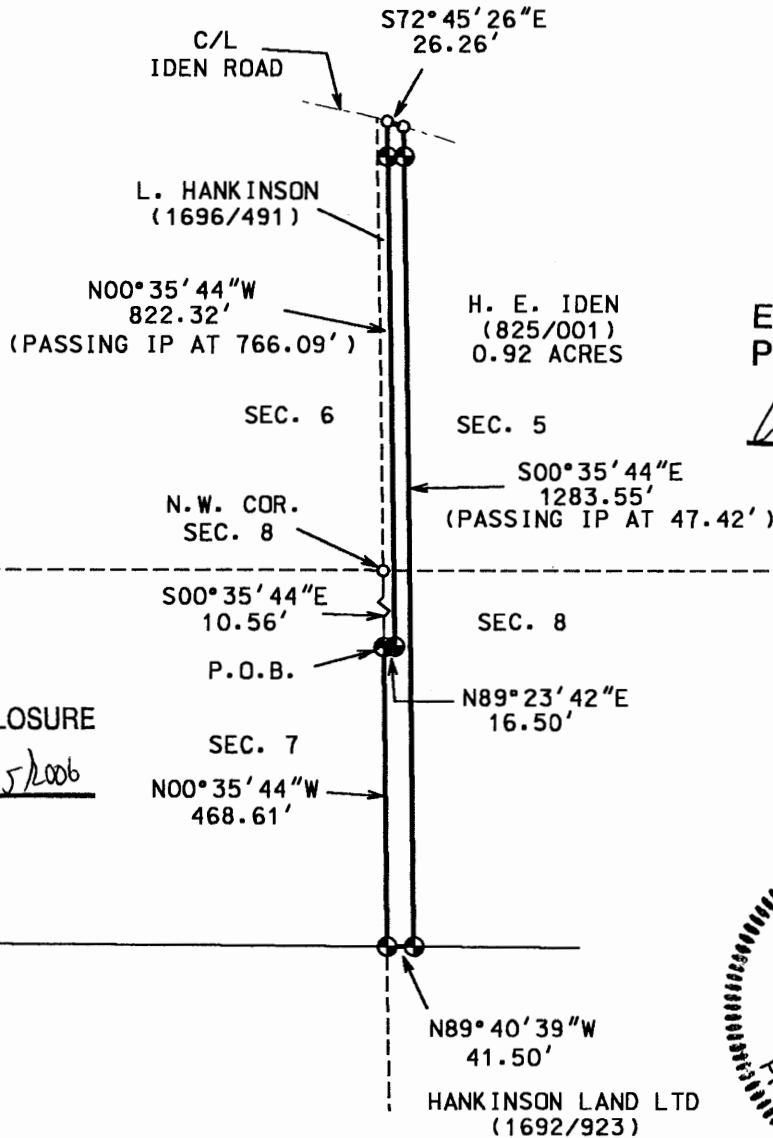 S72°45'26"E
26.26'
C/L
IDEN ROAD
L. HANKINSON
(1696/491)
N00°35'44"W
822.32'
(PASSING IP AT 766.09')
H. E. IDEN
(825/001)
0.92 ACRES
E
P
SEC. 6
SEC. 5
S00°35'44"E
1283.55'
(PASSING IP AT 47.42')
N.W. COR.
SEC. 8
S00°35'44"E
10.56'
SEC. 8
P.O.B.
N89°23'42"E
16.50'
LOSURE
5/2006
SEC. 7
N00°35'44"W
468.61'
N89°40'39"W
41.50'
HANKINSON LAND LTD
(1692/923)